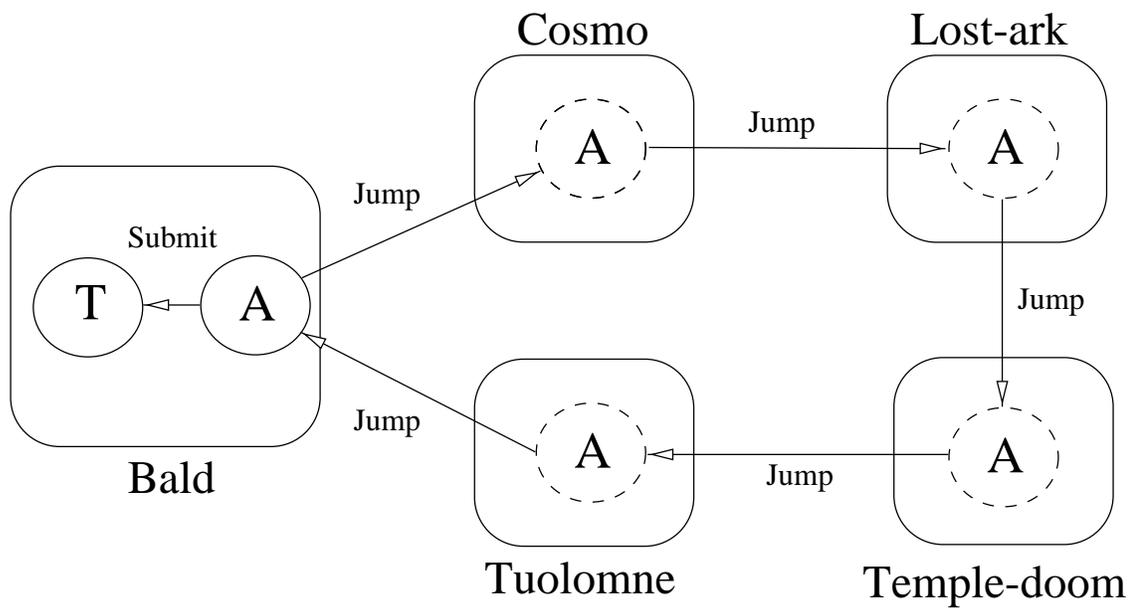 Cosmo
Lost-ark
Jump
A
A
Jump
Submit
T
A
Jump
Jump
A
A
Jump
Bald
Tuolomne
Temple-doom